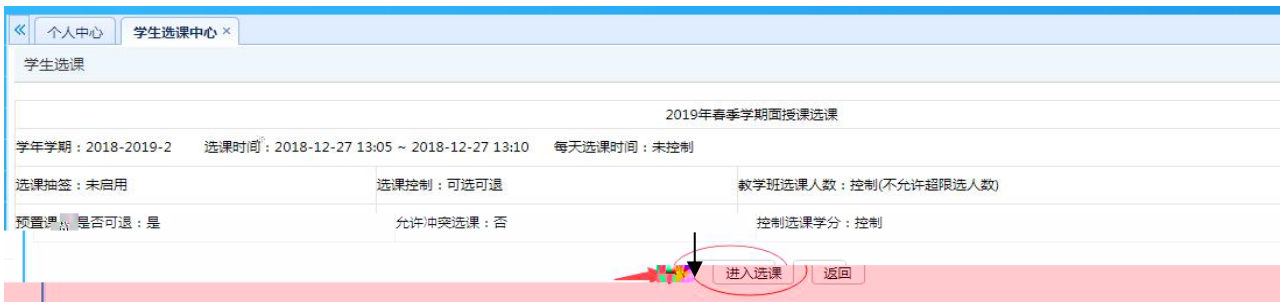 个人中心 学生选课中心
学生选课
2019年春季学期面授课选课
学年学期：2018-2019-2 选课时间：2018-12-27 13:05 ~ 2018-12-27 13:10 每天选课时间：未控制
选课抽签：未启用 选课控制：可选可退 教学班选课人数：控制(不允许超限选人数)
预置课 是否可退：是 允许冲突选课：否 控制选课学分：控制
进入选课 返回